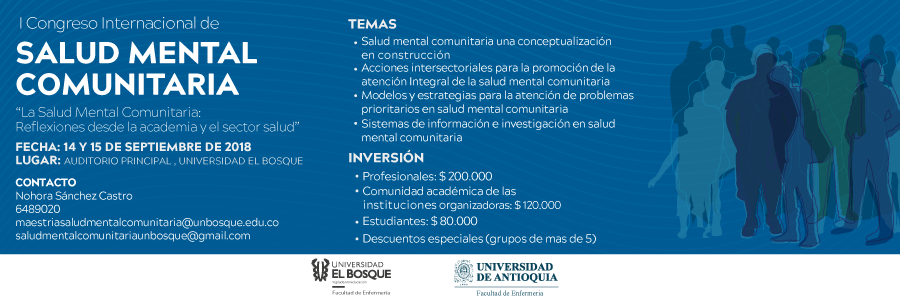 I Congreso Internacional de
SALUD MENTAL
COMUNITARIA
“La Salud Mental Comunitaria:
Reflexiones desde la academia y el sector salud”
FECHA: 14 Y 15 DE SEPTIEMBRE DE 2018
LUGAR: AUDITORIO PRINCIPAL , UNIVERSIDAD EL BOSQUE
CONTACTO
Nohora Sánchez Castro
6489020
maestriasaludmentalcomunitaria@unbosque.edu.co
saludmentalcomunitariaunbosque@gmail.com
TEMAS
• Salud mental comunitaria una conceptualización
en construcción
• Acciones intersectoriales para la promoción de la
atención Integral de la salud mental comunitaria
• Modelos y estrategias para la atención de problemas
prioritarios en salud mental comunitaria
• Sistemas de información e investigación en salud
mental comunitaria
INVERSIÓN
• Profesionales: $ 200.000
• Comunidad académica de las
instituciones organizadoras: $ 120.000
• Estudiantes: $ 80.000
• Descuentos especiales (grupos de mas de 5)
UNIVERSIDAD
EL BOSQUE
Facultad de Enfermería
UNIVERSIDAD
DE ANTIOQUIA
Facultad de Enfermería